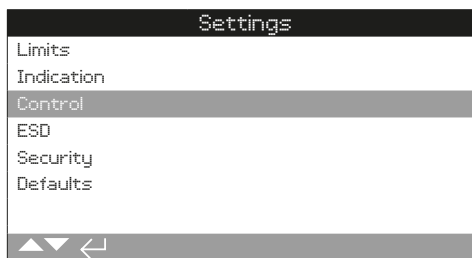 Settings
Limits
Indication
Control
ESD
Security
Defaults